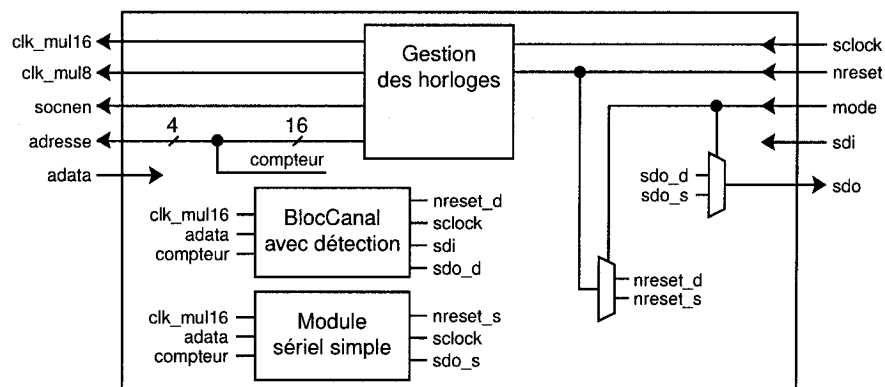 clk_mul16
clk_mul8
socnen
adresse
adata
4
16
compteur
Gestion
des horloges
sclock
nreset
mode
sdi
sdo
sdo_d
sdo_s
nreset_d
nreset_s
clk_mul16
adata
compteur
BlocCanal
avec détection
nreset_d
sclock
sdi
sdo_d
clk_mul16
adata
compteur
Module
sériel simple
nreset_s
sclock
sdo_s